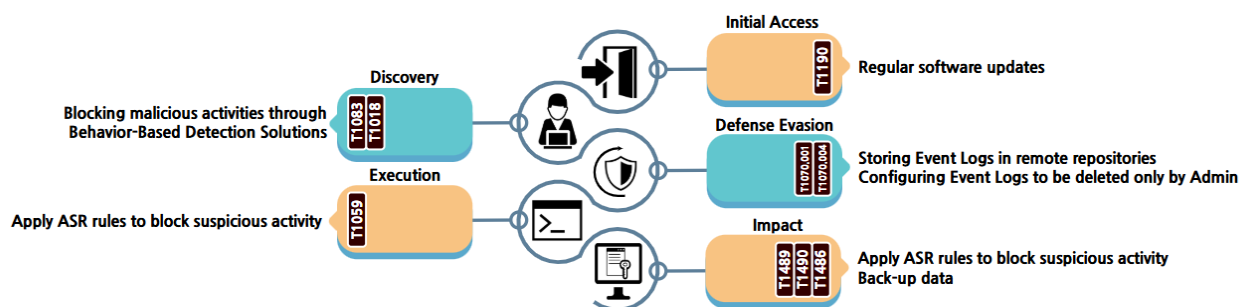 Initial Access
T1190
Regular software updates
Discovery
T1083
T1018
Blocking malicious activities through
Behavior-Based Detection Solutions
Defense Evasion
T1070.001
T1070.004
Storing Event Logs in remote repositories
Configuring Event Logs to be deleted only by Admin
Execution
T1059
Apply ASR rules to block suspicious activity
>_
Impact
T1489
T1490
T1486
Apply ASR rules to block suspicious activity
Back-up data